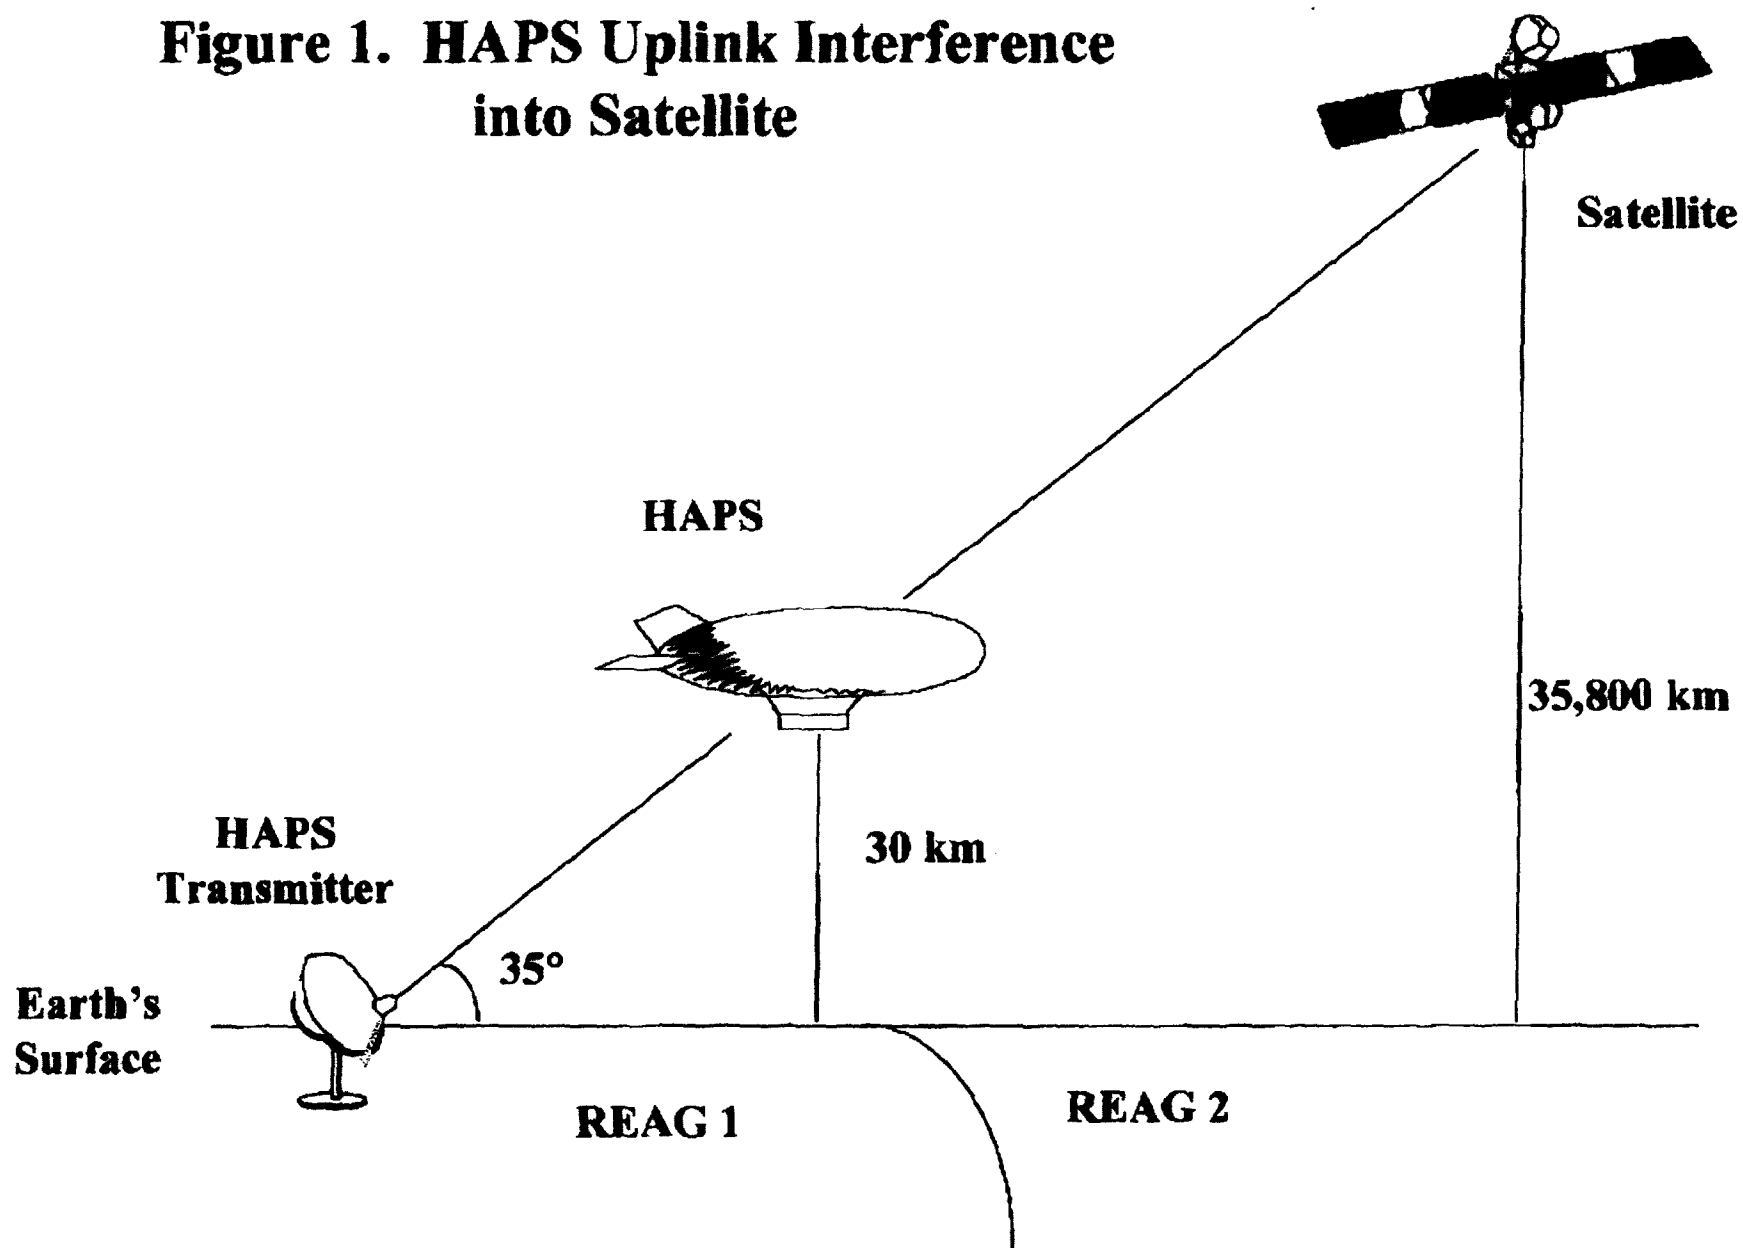 Figure 1. HAPS Uplink Interference
into Satellite
Satellite
HAPS
35,800 km
HAPS
Transmitter
30 km
35°
Earth's
Surface
REAG 1
REAG 2